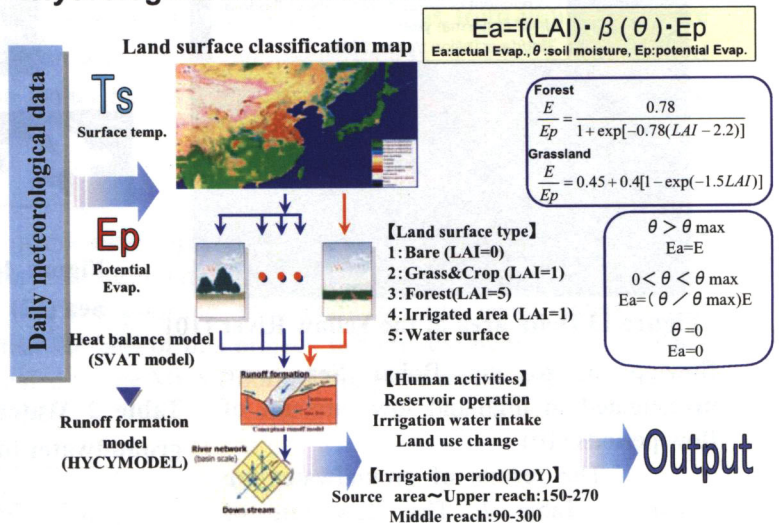 Ea=f(LAI)・β(θ)・Ep
Ea:actual Evap., θ:soil moisture, Ep:potential Evap.
Land surface classification map
Daily meteorological data
Ts
Surface temp.
Ep
Potential
Evap.
Forest
E/Ep = 0.78/(1+exp[−0.78(LAI−2.2)])
Grassland
E/Ep = 0.45+0.4[1−exp(−1.5LAI)]
θ>θmax
Ea=E
0<θ<θmax
Ea=(θ/θmax)E
θ=0
Ea=0
【Land surface type】
1:Bare (LAI=0)
2:Grass&Crop (LAI=1)
3:Forest(LAI=5)
4:Irrigated area (LAI=1)
5:Water surface
Heat balance model
(SVAT model)
Runoff formation
model
(HYCYMODEL)
Runoff formation
Conceptual runoff model
River network
(basin scale)
Down stream
【Human activities】
Reservoir operation
Irrigation water intake
Land use change
【Irrigation period(DOY)】
Source area～Upper reach:150-270
Middle reach:90-300
Output